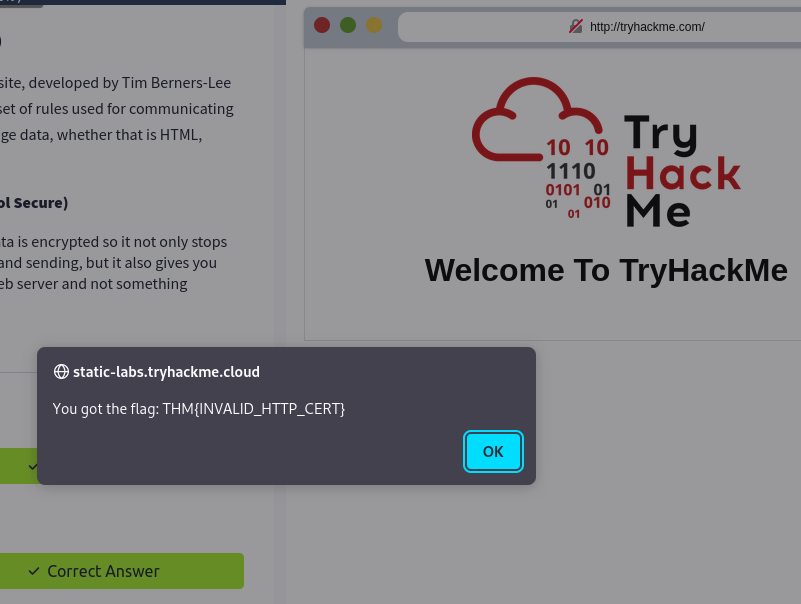 )
site, developed by Tim Berners-Lee
set of rules used for communicating
ge data, whether that is HTML,
ol Secure)
ta is encrypted so it not only stops
and sending, but it also gives you
eb server and not something
http://tryhackme.com/
10 10
1110
0101 01
01 010
01
Try
Hack
Me
Welcome To TryHackMe
static-labs.tryhackme.cloud
You got the flag: THM{INVALID_HTTP_CERT}
OK
Correct Answer